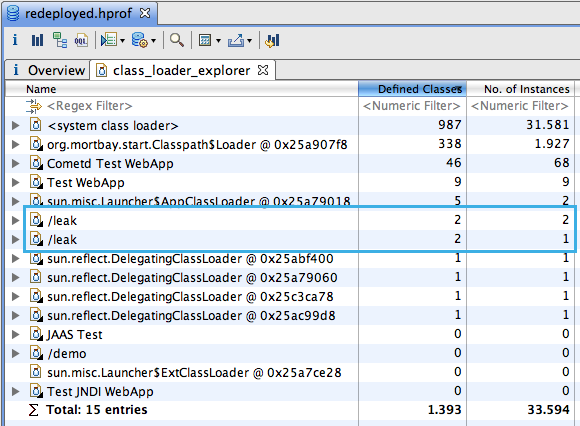 redeployed.hprof
i Overview class_loader_explorer
Name Defined Classes No. of Instances
<Regex Filter> <Numeric Filter> <Numeric Filter>
<system class loader> 987 31.581
org.mortbay.start.Classpath$Loader @ 0x25a907f8 338 1.927
Cometd Test WebApp 46 68
Test WebApp 9 9
sun.misc.Launcher$AppClassLoader @ 0x25a79018 5 2
/leak 2 2
/leak 2 1
sun.reflect.DelegatingClassLoader @ 0x25abf400 1 1
sun.reflect.DelegatingClassLoader @ 0x25a79060 1 1
sun.reflect.DelegatingClassLoader @ 0x25c3ca78 1 1
sun.reflect.DelegatingClassLoader @ 0x25ac99d8 1 1
JAAS Test 0 0
/demo 0 0
sun.misc.Launcher$ExtClassLoader @ 0x25a7ce28 0 0
Test JNDI WebApp 0 0
Σ Total: 15 entries 1.393 33.594